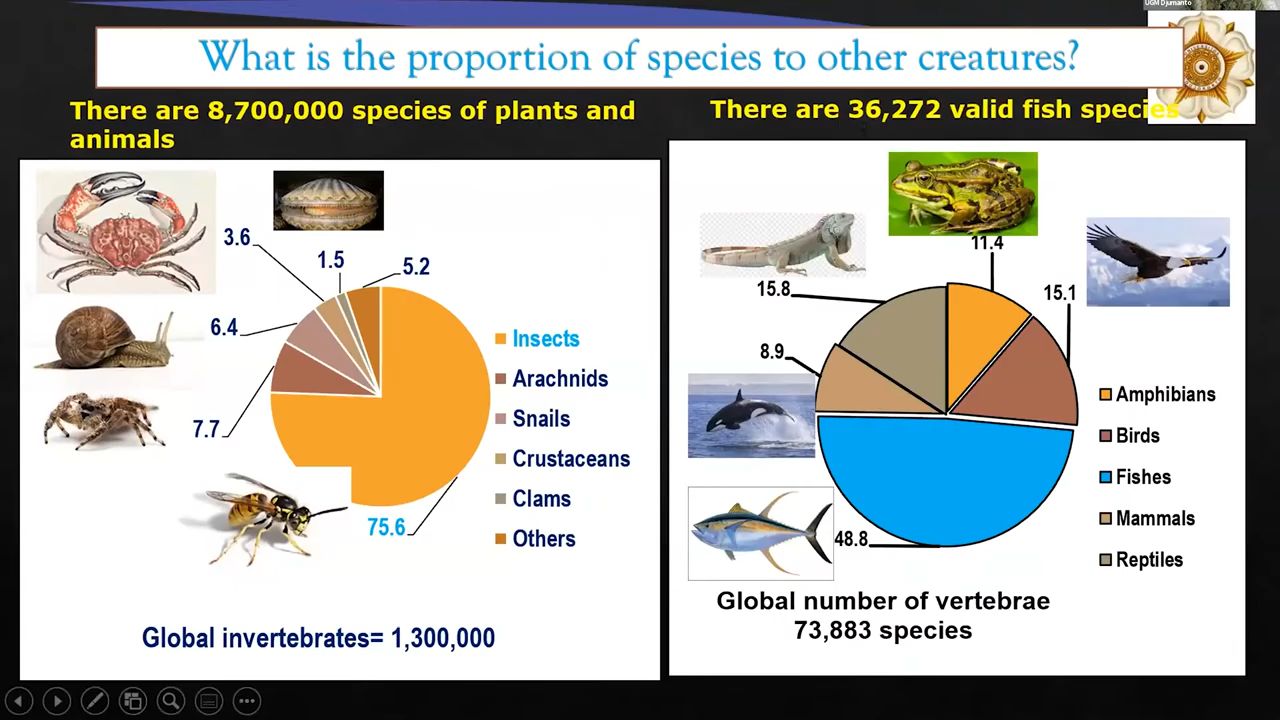 UGM Djumanto
What is the proportion of species to other creatures?
There are 8,700,000 species of plants and
animals
There are 36,272 valid fish species
3.6
1.5
5.2
6.4
7.7
75.6
Insects
Arachnids
Snails
Crustaceans
Clams
Others
Global invertebrates= 1,300,000
11.4
15.1
15.8
8.9
48.8
Amphibians
Birds
Fishes
Mammals
Reptiles
Global number of vertebrae
73,883 species